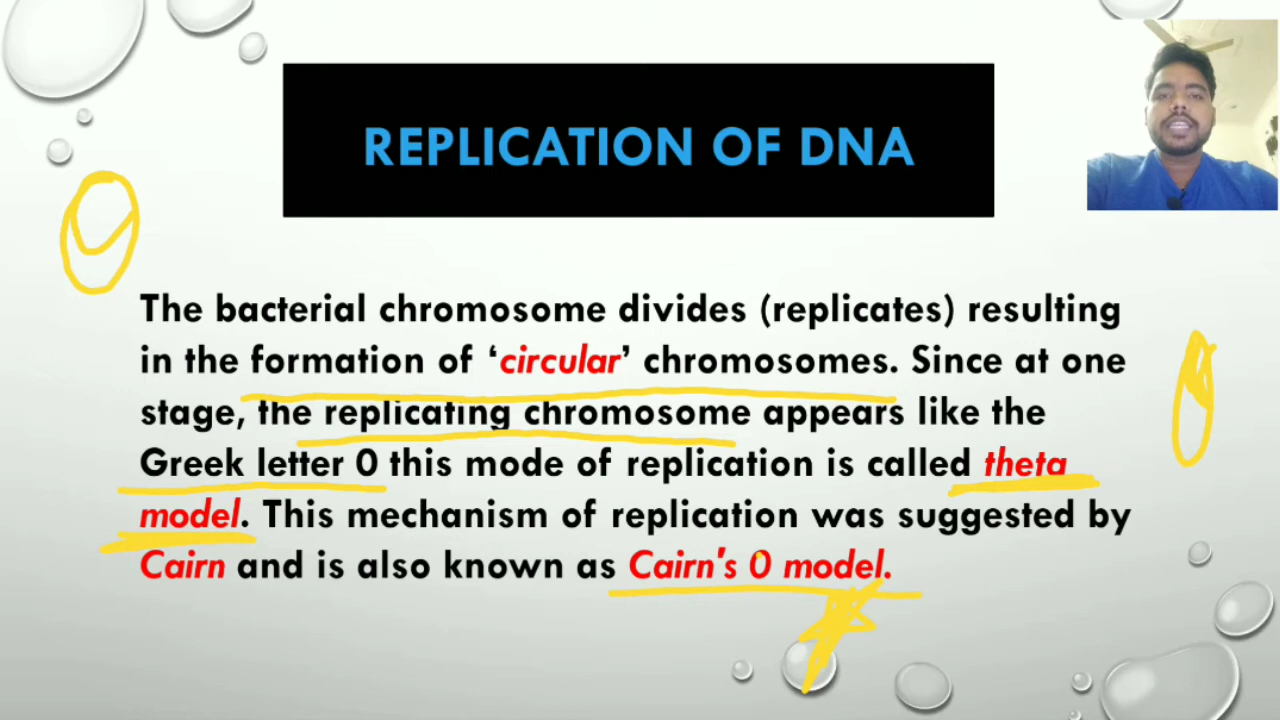 REPLICATION OF DNA
The bacterial chromosome divides (replicates) resulting
in the formation of ‘circular’ chromosomes. Since at one
stage, the replicating chromosome appears like the
Greek letter 0 this mode of replication is called theta
model. This mechanism of replication was suggested by
Cairn and is also known as Cairn's 0 model.